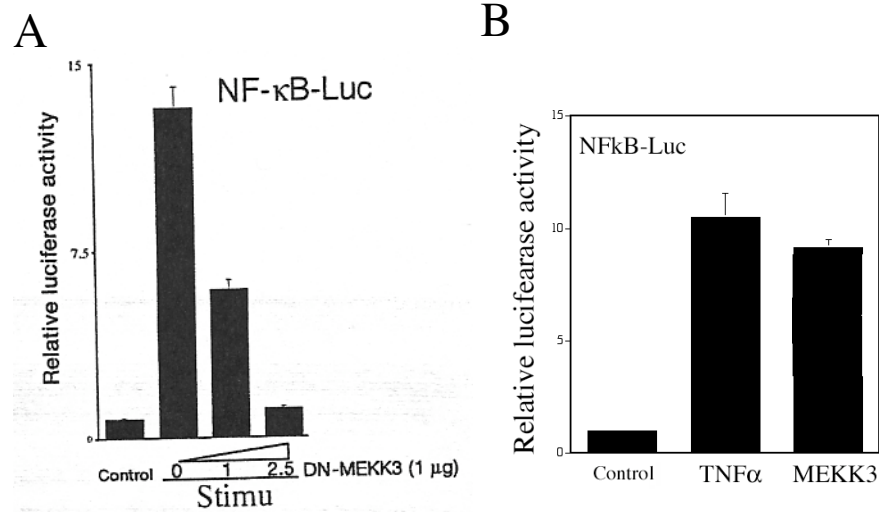 A
15
NF-κB-Luc
Relative luciferase activity
7.5
0
Control 0 1 2.5 DN-MEKK3 (1 μg)
Stimu
B
15
NFkB-Luc
Relative lucifearase activity
10
5
0
Control TNFα MEKK3